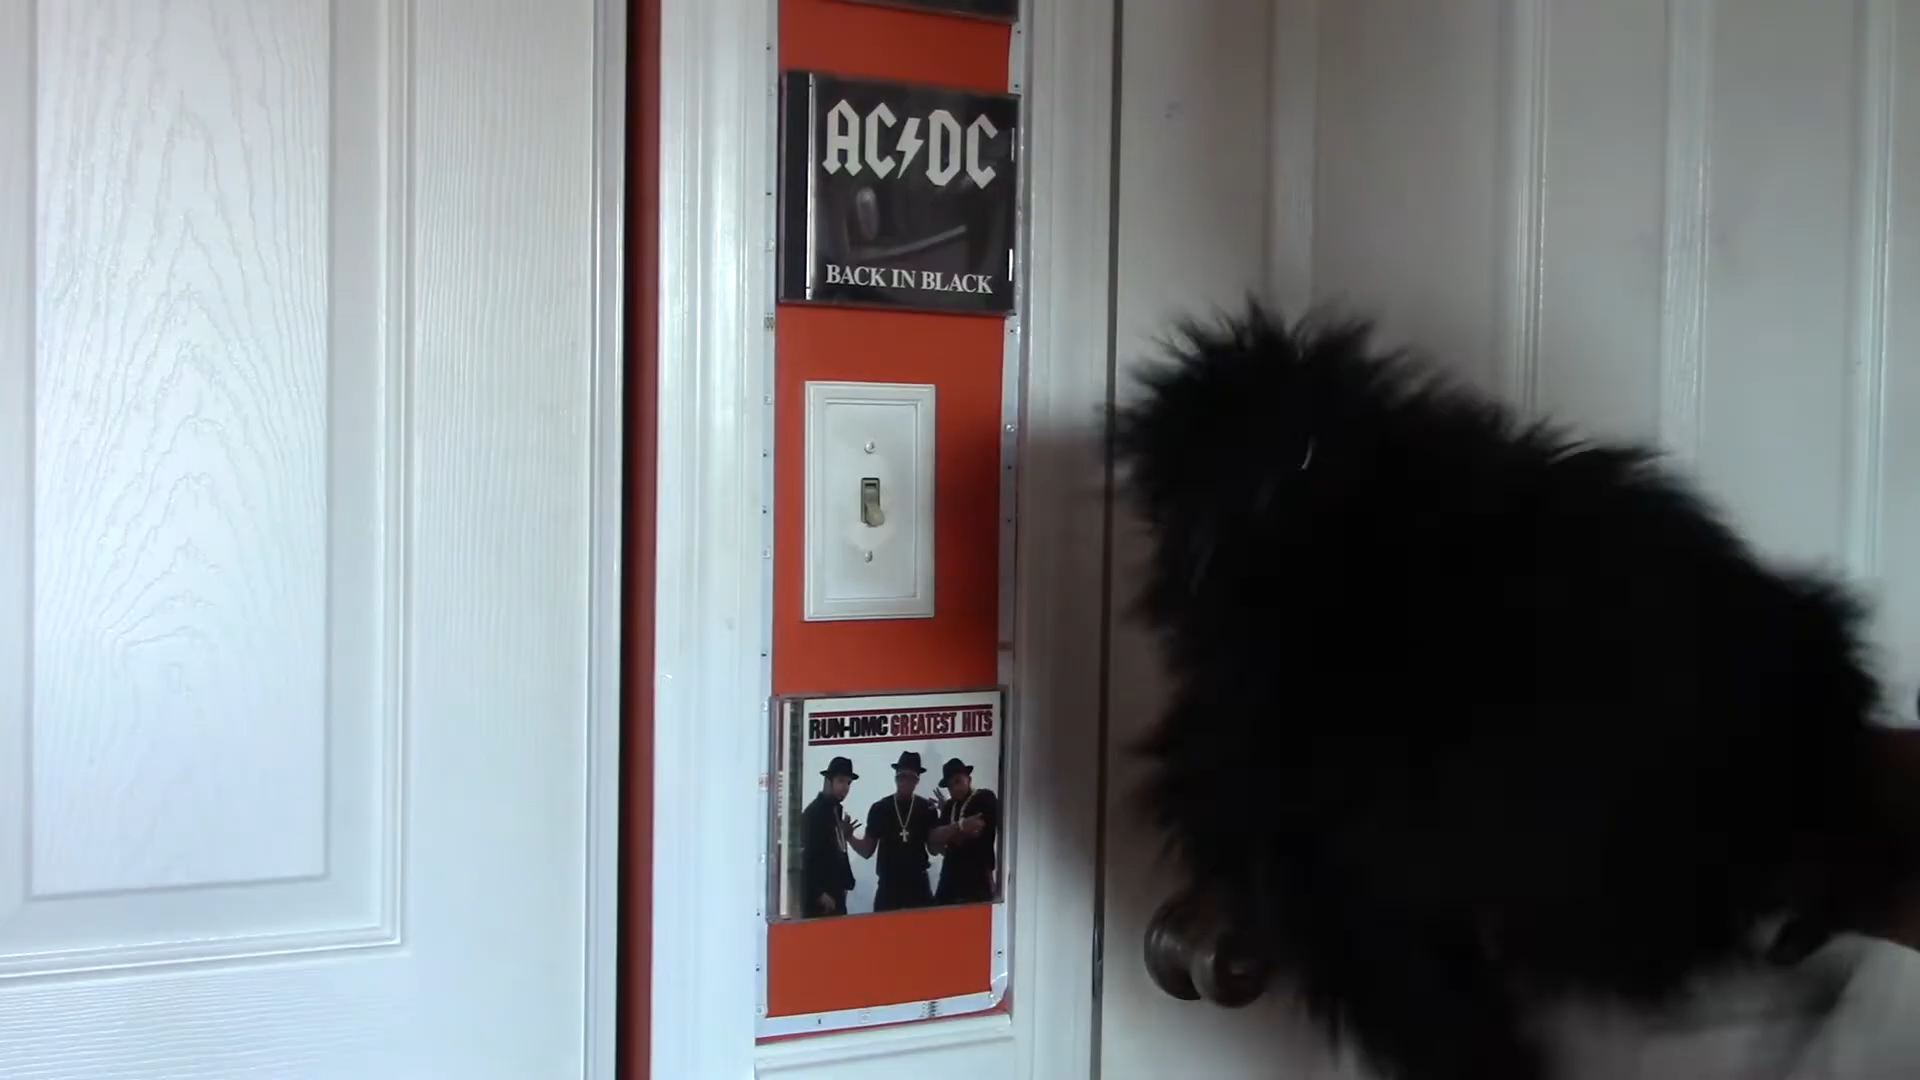 AC⚡DC
BACK IN BLACK
RUN-DMC GREATEST HITS